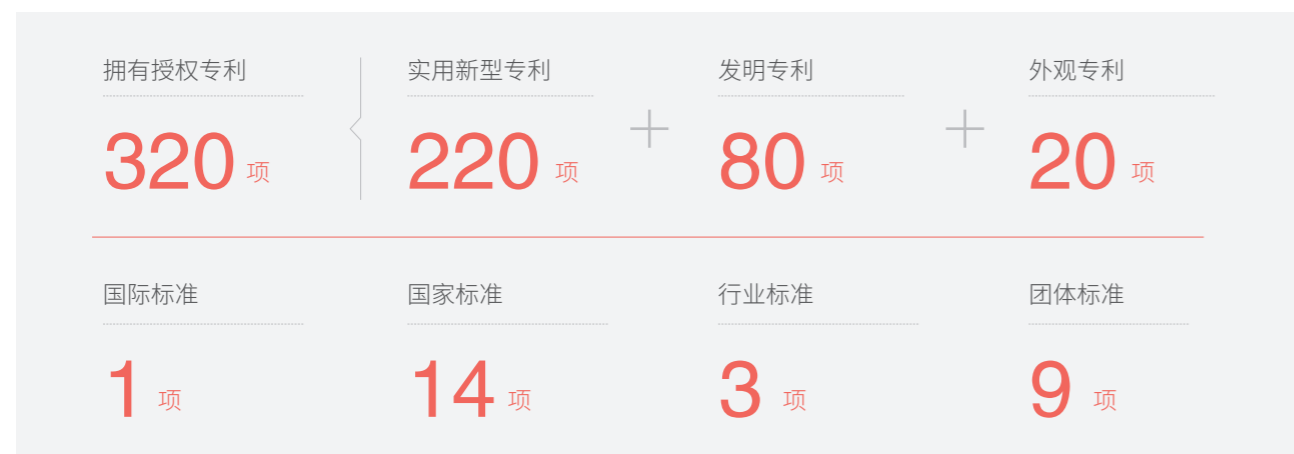 拥有授权专利
320 项
实用新型专利
220 项
+
发明专利
80 项
+
外观专利
20 项
国际标准
1 项
国家标准
14 项
行业标准
3 项
团体标准
9 项